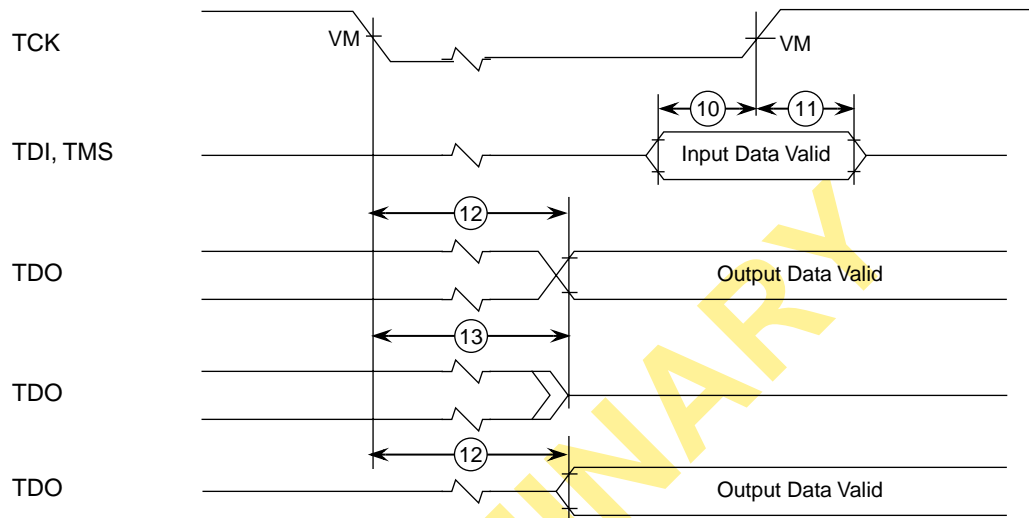 TCK
VM
VM
10
11
TDI, TMS
Input Data Valid
12
TDO
Output Data Valid
13
TDO
12
TDO
Output Data Valid
INARY